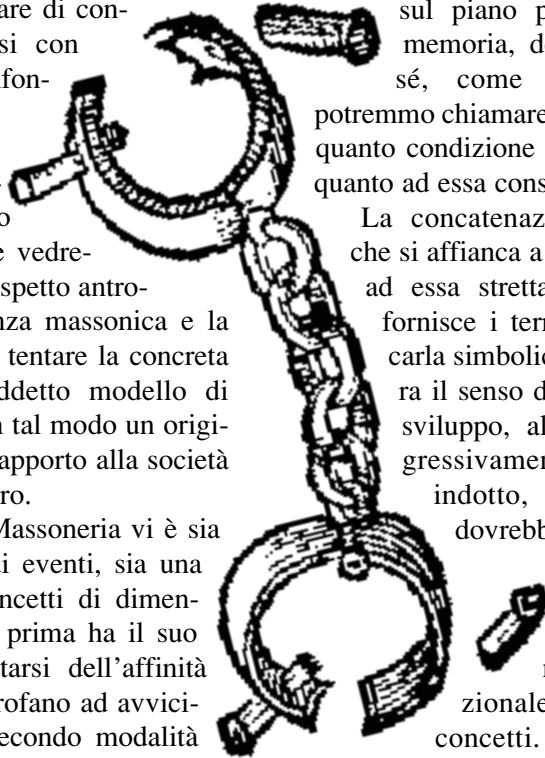 are di con-
si con
fon-
-
o
e vedre-
spetto antro-
nza massonica e la
tentare la concreta
ddetto modello di
n tal modo un origi-
apporto alla società
ro.
Massoneria vi è sia
di eventi, sia una
ncetti di dimen-
prima ha il suo
tarsi dell'affinità
rofano ad avvici-
econdo modalità
sul piano p
memoria, d
sé, come
potremmo chiamare
quanto condizione
quanto ad essa cons
La concatenaz
che si affianca a
ad essa stretta
fornisce i ter
carla simbolic
ra il senso d
sviluppo, al
gressivamen
indotto,
dovrebb
zionale
concetti.